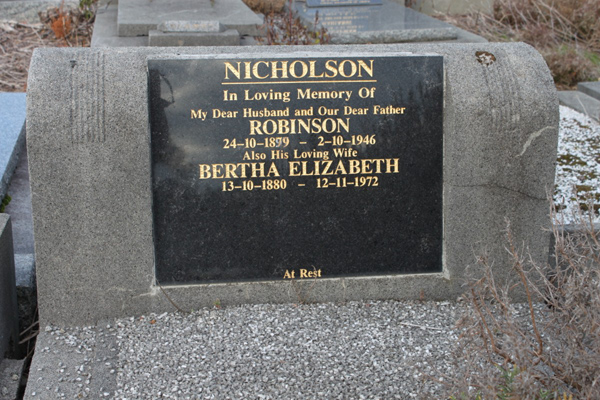 NICHOLSON
In Loving Memory Of
My Dear Husband and Our Dear Father
ROBINSON
24-10-1879 - 2-10-1946
Also His Loving Wife
BERTHA ELIZABETH
13-10-1880 - 12-11-1972
At Rest